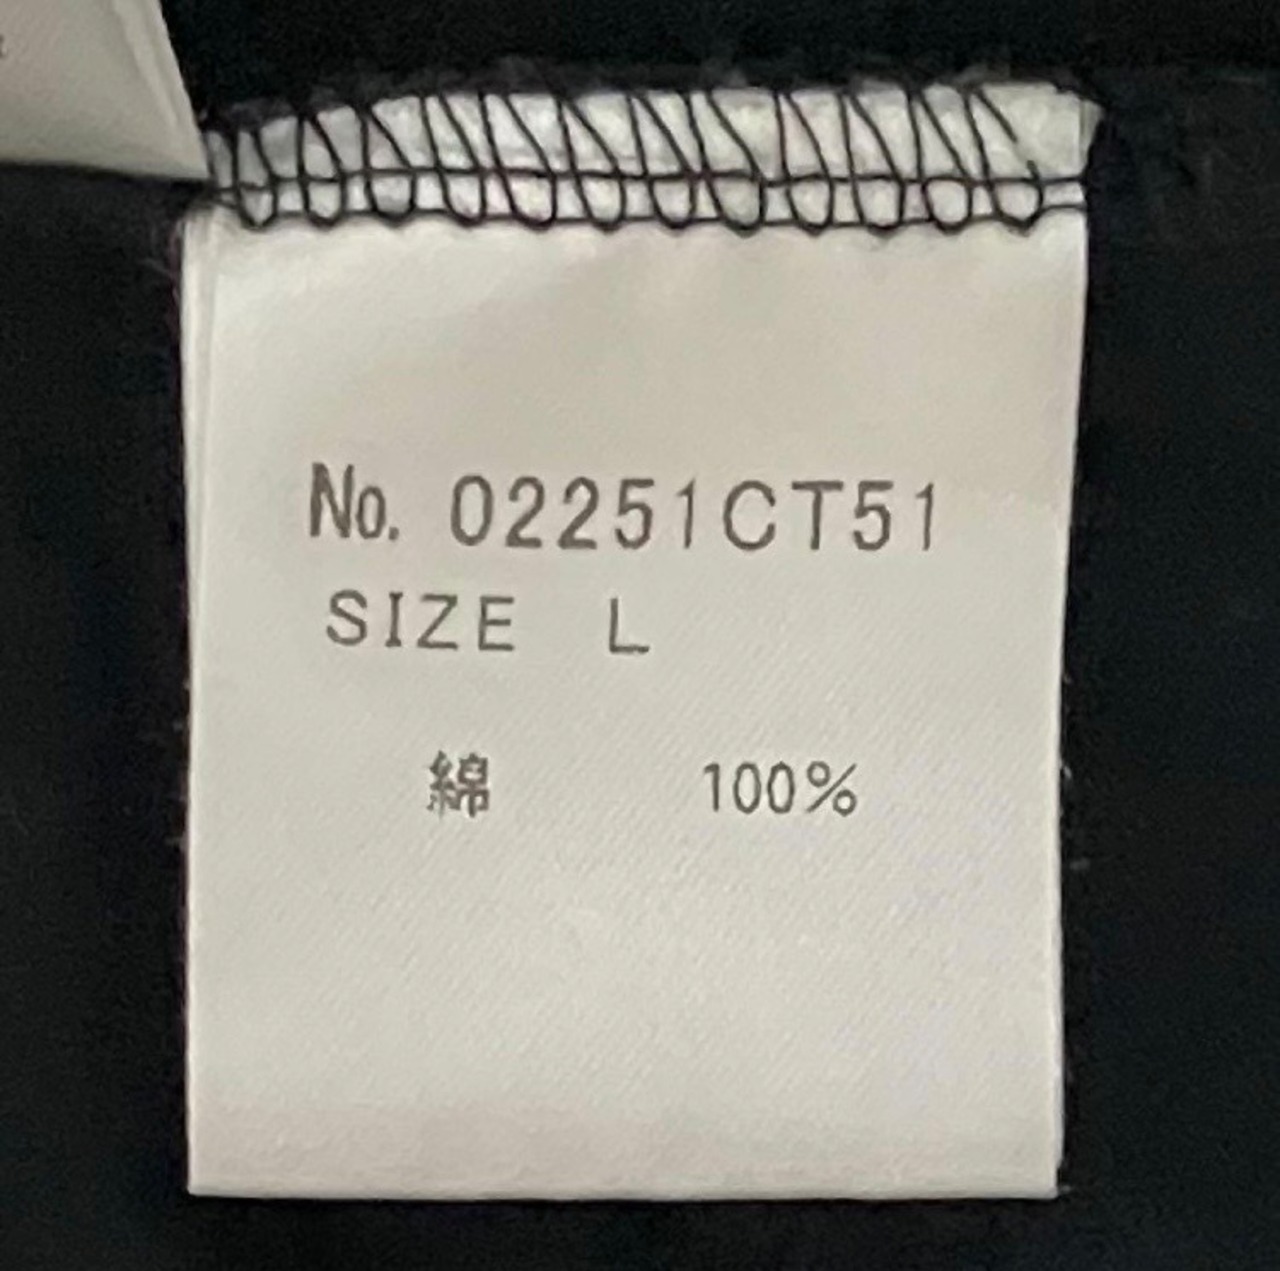 No. 02251CT51
SIZE L
綿 100%